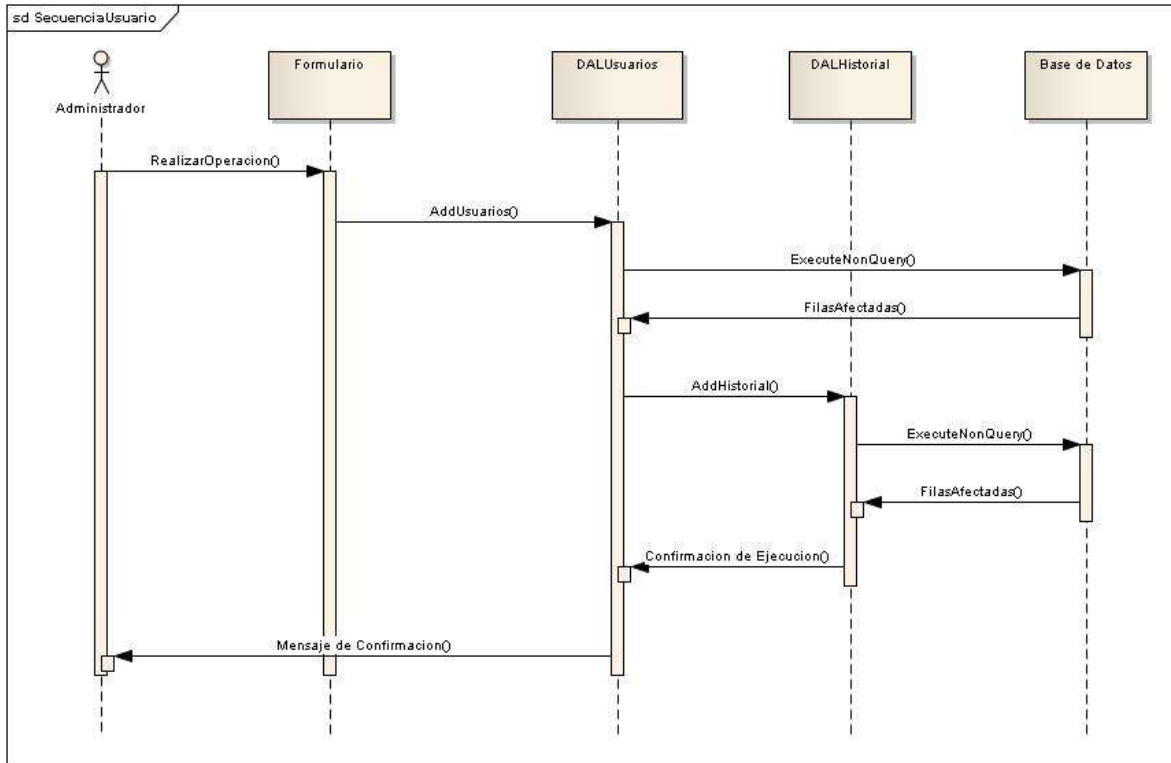 sd SecuenciaUsuario
Administrador
Formulario
DALUsuarios
DALHistorial
Base de Datos
RealizarOperacion()
AddUsuarios()
ExecuteNonQuery()
FilasAfectadas()
AddHistorial()
ExecuteNonQuery()
FilasAfectadas()
Confirmacion de Ejecucion()
Mensaje de Confirmacion()